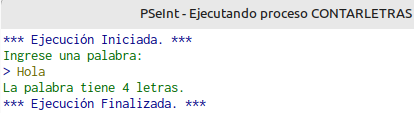 PSeInt - Ejecutando proceso CONTARLETRAS
*** Ejecución Iniciada. ***
Ingrese una palabra:
> Hola
La palabra tiene 4 letras.
*** Ejecución Finalizada. ***